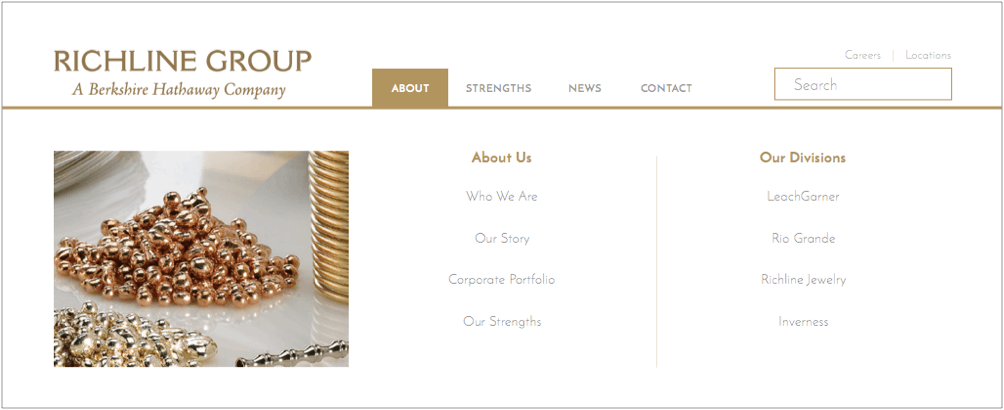 RICHLINE GROUP
A Berkshire Hathaway Company
Careers | Locations
ABOUT
STRENGTHS
NEWS
CONTACT
Search
About Us
Who We Are
Our Story
Corporate Portfolio
Our Strengths
Our Divisions
LeachGarner
Rio Grande
Richline Jewelry
Inverness